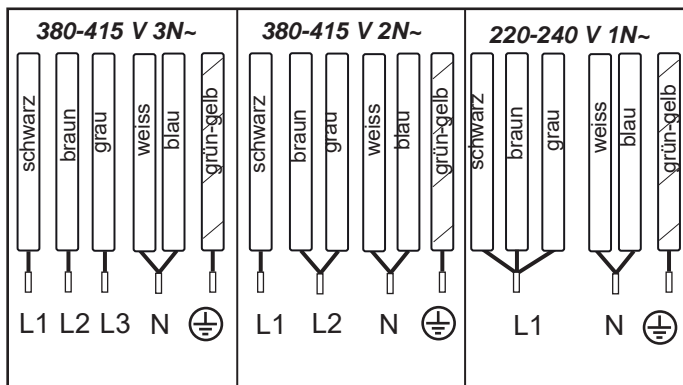 380-415 V 3N~
schwarz
braun
grau
weiss
blau
grün-gelb
L1 L2 L3 N
380-415 V 2N~
schwarz
braun
grau
weiss
blau
grün-gelb
L1 L2 N
220-240 V 1N~
schwarz
braun
grau
weiss
blau
grün-gelb
L1 N